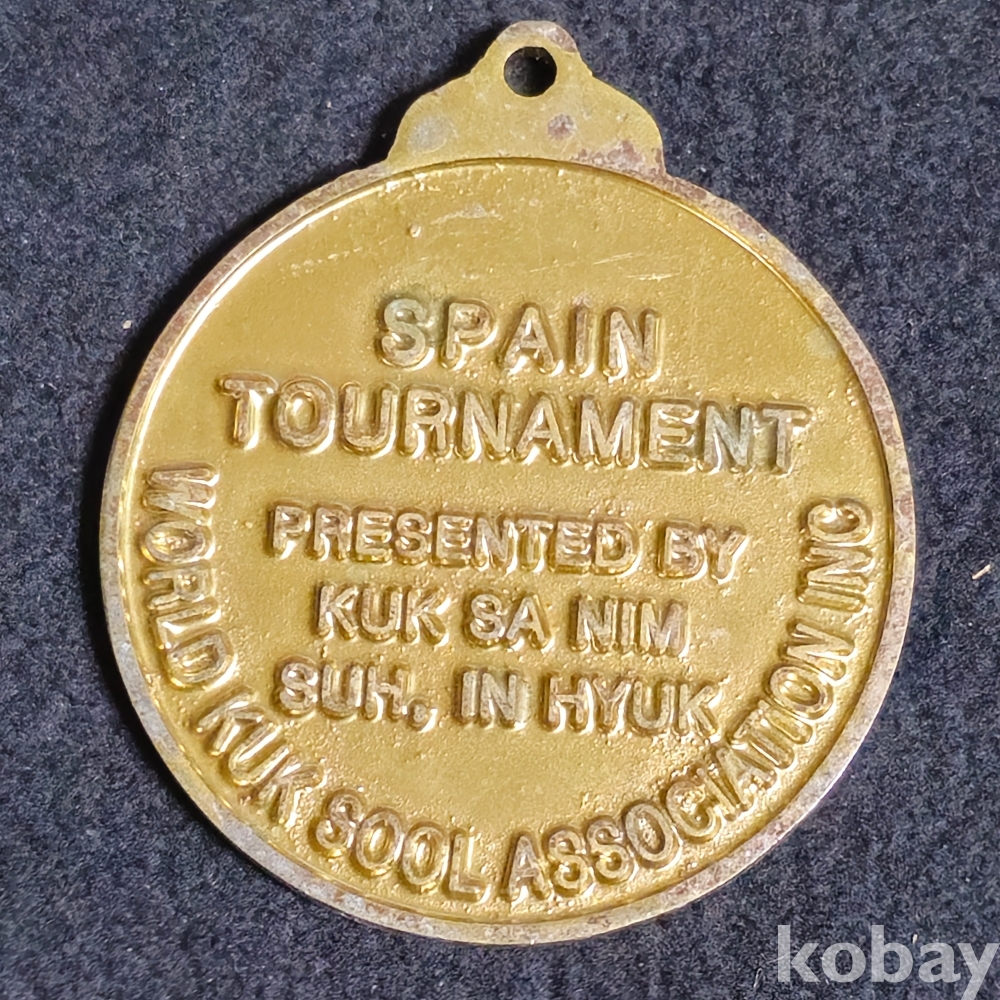 SPAIN
TOURNAMENT
PRESENTED BY
KUK SA NIM
SUH, IN HYUK
WORLD KUK SOOL ASSOCIATION INC
kobay